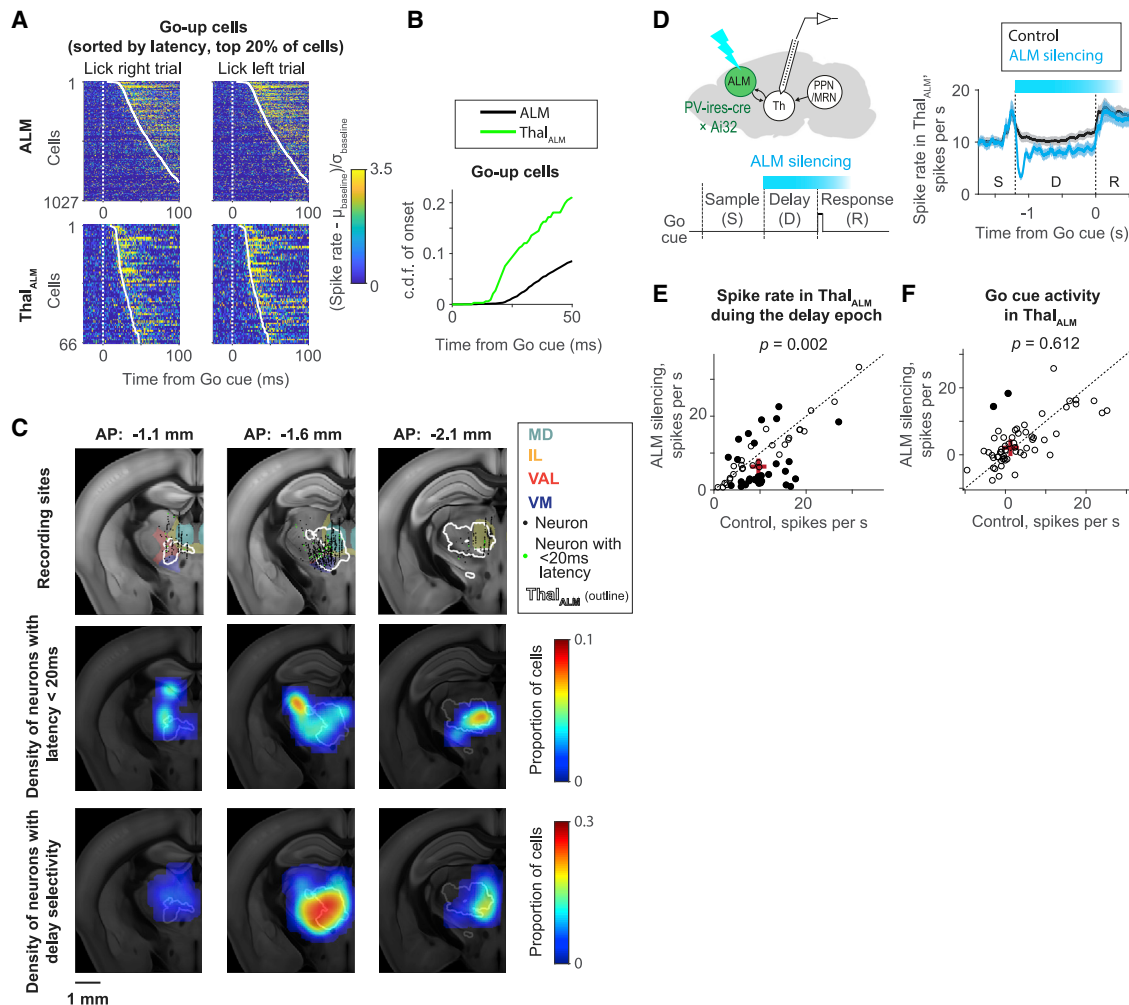 A
Go-up cells
(sorted by latency, top 20% of cells)
Lick right trial
Lick left trial
ALM
Cells
1
1027
Thal_ALM
Cells
1
66
0
100
0
100
0
100
0
100
Time from Go cue (ms)
3.5
0
(Spike rate - μ_baseline)/σ_baseline
B
ALM
Thal_ALM
Go-up cells
c.d.f. of onset
0.2
0.1
0
0
50
Time from Go cue (ms)
C
AP: -1.1 mm
AP: -1.6 mm
AP: -2.1 mm
Recording sites
MD
IL
VAL
VM
Neuron
Neuron with
<20ms
latency
Thal_ALM (outline)
Density of neurons with
latency < 20ms
0.1
0
Proportion of cells
Density of neurons with
delay selectivity
0.3
0
Proportion of cells
1 mm
D
ALM
Th
PPN
/MRN
PV-ires-cre
× Ai32
ALM silencing
Sample
(S)
Delay
(D)
Response
(R)
Go
cue
Control
ALM silencing
Spike rate in Thal_ALM,
spikes per s
20
10
0
S
D
R
-1
0
Time from Go cue (s)
E
Spike rate in Thal_ALM
duing the delay epoch
p = 0.002
ALM silencing,
spikes per s
20
0
0
20
Control, spikes per s
F
Go cue activity
in Thal_ALM
p = 0.612
ALM silencing,
spikes per s
20
0
0
20
Control, spikes per s